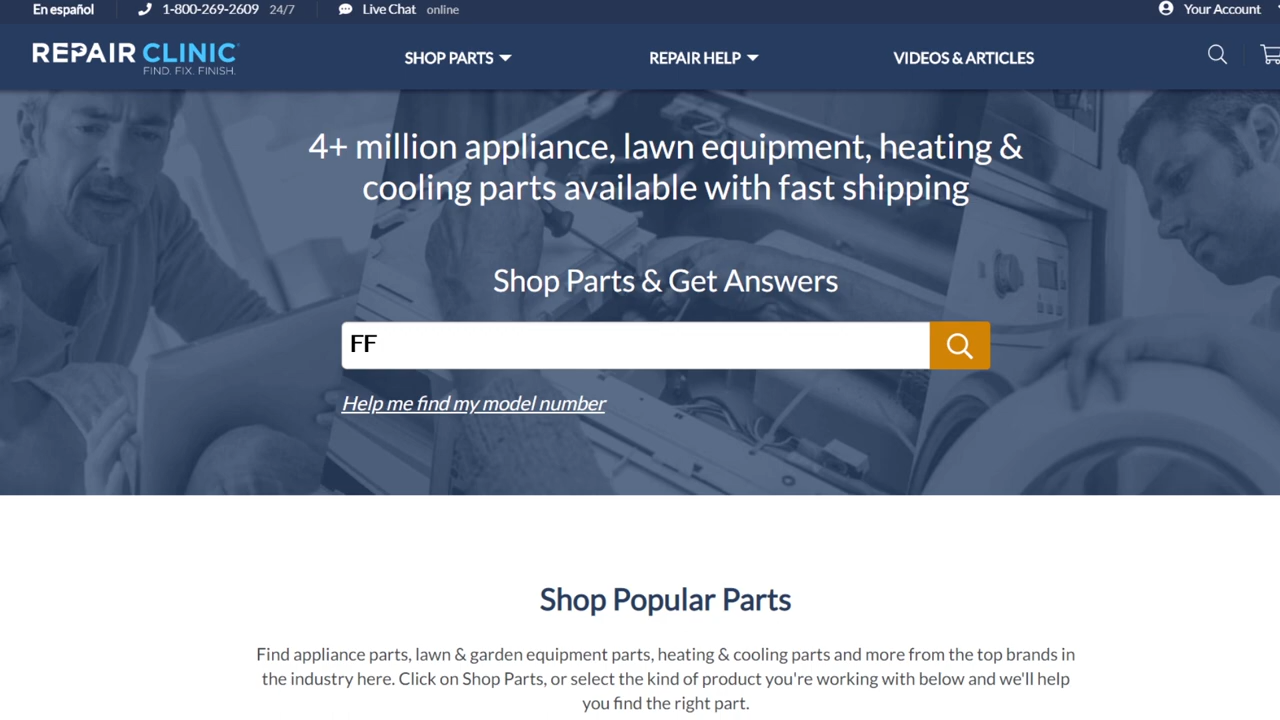 En español 1-800-269-2609 24/7 Live Chat online Your Account
REPAIR CLINIC
FIND. FIX. FINISH.
SHOP PARTS REPAIR HELP VIDEOS & ARTICLES
4+ million appliance, lawn equipment, heating &
cooling parts available with fast shipping
Shop Parts & Get Answers
FF
Help me find my model number
Shop Popular Parts
Find appliance parts, lawn & garden equipment parts, heating & cooling parts and more from the top brands in
the industry here. Click on Shop Parts, or select the kind of product you're working with below and we'll help
you find the right part.